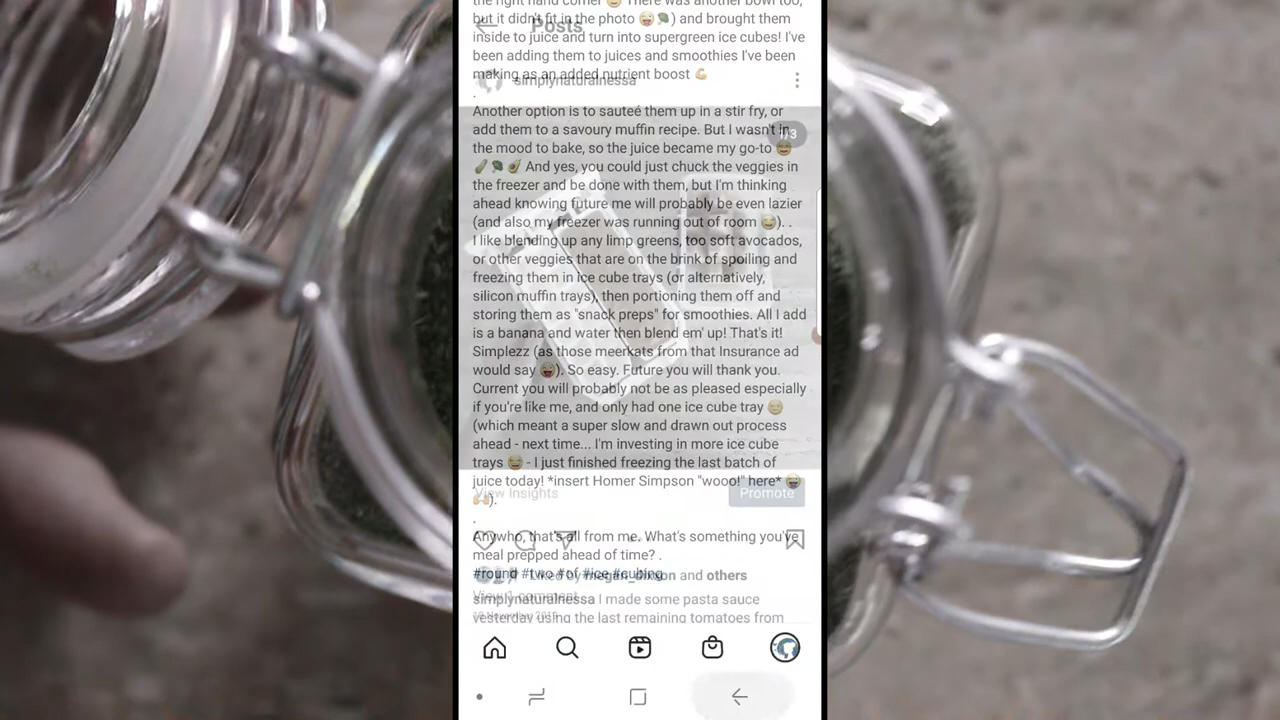 the right hand corner 😅 There was another bowl too,
but it didn't fit in the photo 😜🥦) and brought them
Posts
inside to juice and turn into supergreen ice cubes! I've
been adding them to juices and smoothies I've been
making as an added nutrient boost 💪
simplynaturalnessa
.
Another option is to sauteé them up in a stir fry, or
add them to a savoury muffin recipe. But I wasn't in
1/3
the mood to bake, so the juice became my go-to 😅
🥒🥦🥑 And yes, you could just chuck the veggies in
the freezer and be done with them, but I'm thinking
ahead knowing future me will probably be even lazier
(and also my freezer was running out of room 😅). .
I like blending up any limp greens, too soft avocados,
or other veggies that are on the brink of spoiling and
freezing them in ice cube trays (or alternatively,
silicon muffin trays), then portioning them off and
storing them as "snack preps" for smoothies. All I add
is a banana and water then blend em' up! That's it!
Simplezz (as those meerkats from that Insurance ad
would say 😜). So easy. Future you will thank you.
Current you will probably not be as pleased especially
if you're like me, and only had one ice cube tray 😑
(which meant a super slow and drawn out process
ahead - next time... I'm investing in more ice cube
trays 😅 - I just finished freezing the last batch of
juice today! *insert Homer Simpson "wooo!" here* 😄
🙌).
View Insights
Promote
.
Anywho, that's all from me. What's something you've
meal prepped ahead of time? .
#round #two #of #ice #cubing
Liked by megan_dixson and others
View 1 comment
simplynaturalnessa I made some pasta sauce
yesterday using the last remaining tomatoes from